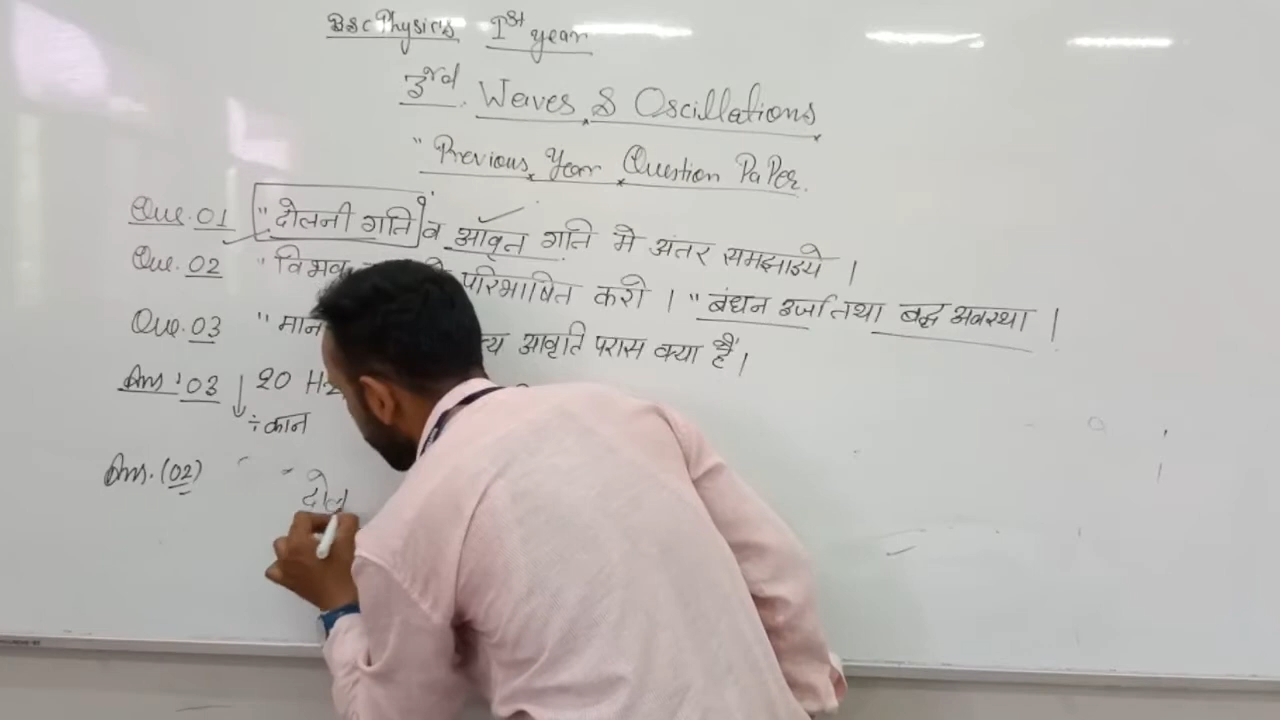 Bsc Physics Ist year
3rd. Waves & Oscillations
"Previous Year Question PaPer.
Que. 01 "दोलनी गति व आवृत गति मे अंतर समझाइये ।
Que. 02 "विभव परिभाषित करो । "बंधन उर्जा तथा बद्ध अवस्था ।
Que. 03 "मान आवृति परास क्या हैं ।
Ans: 03 20 Hz
÷ कान
Ans. (02) दोल